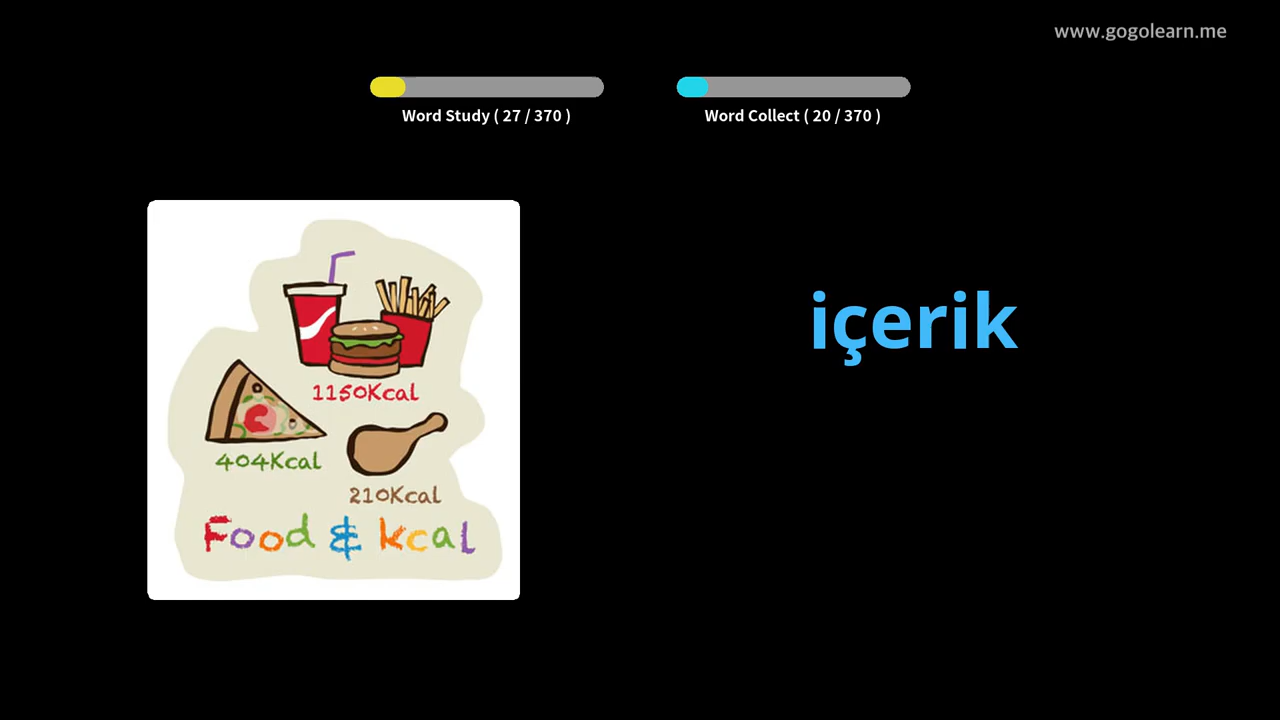 www.gogolearn.me
Word Study ( 27 / 370 )
Word Collect ( 20 / 370 )
içerik
1150Kcal
404Kcal
210Kcal
Food & kcal